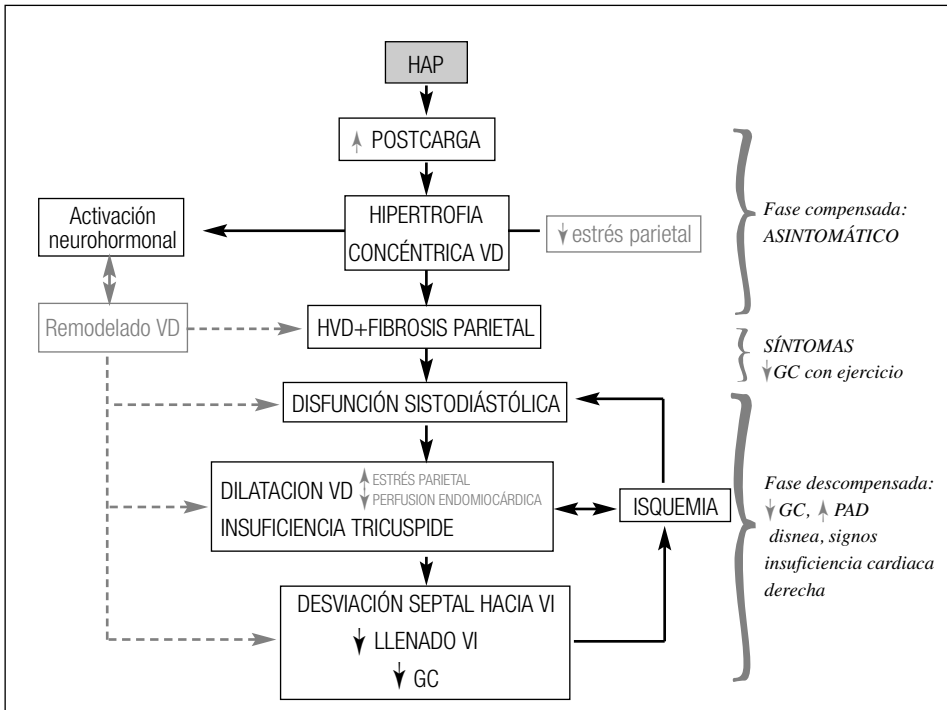 HAP
↑ POSTCARGA
HIPERTROFIA
CONCÉNTRICA VD
↓ estrés parietal
Activación
neurohormonal
Remodelado VD
HVD+FIBROSIS PARIETAL
DISFUNCIÓN SISTODIÁSTÓLICA
DILATACION VD ↑ ESTRÉS PARIETAL
↓ PERFUSION ENDOMIOCÁRDICA
INSUFICIENCIA TRICUSPIDE
ISQUEMIA
DESVIACIÓN SEPTAL HACIA VI
↓ LLENADO VI
↓ GC
Fase compensada:
ASINTOMÁTICO
SÍNTOMAS
↓GC con ejercicio
Fase descompensada:
↓GC, ↑ PAD
disnea, signos
insuficiencia cardiaca
derecha